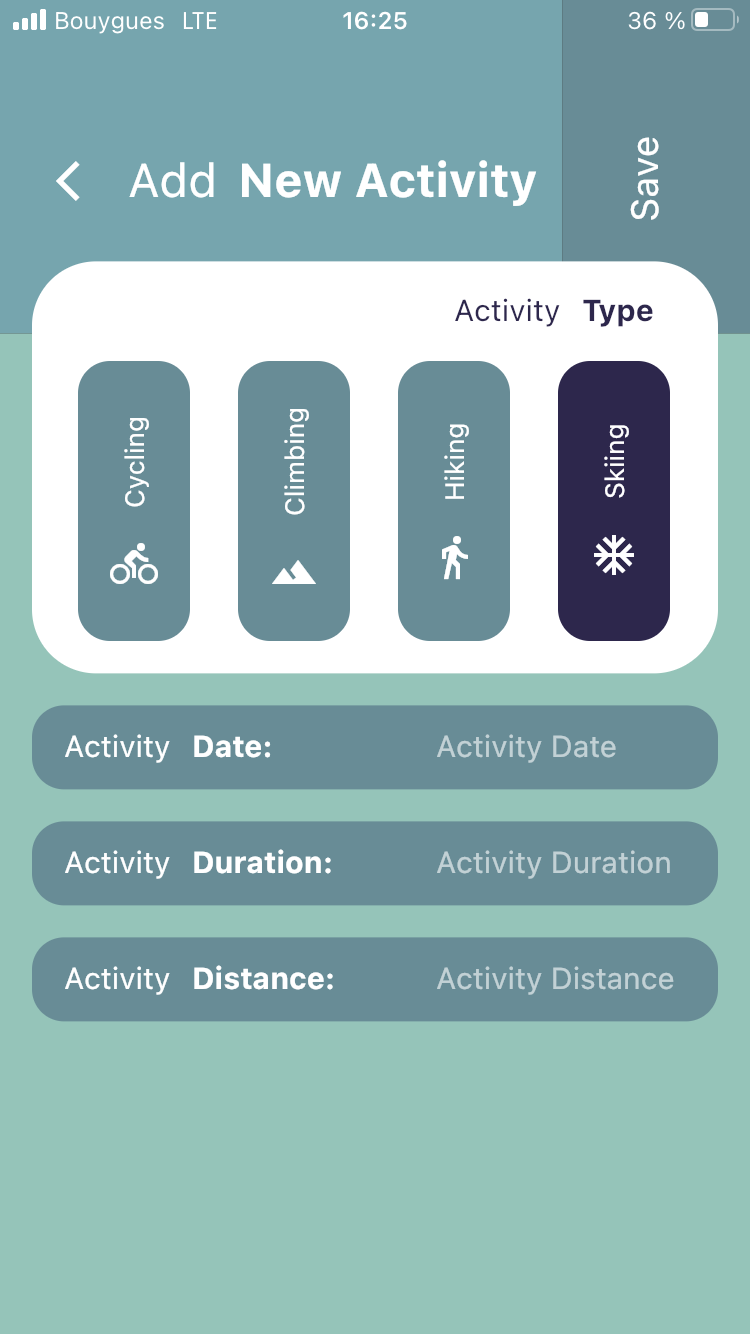 Bouygues LTE 16:25 36 %
Add New Activity
Save
Activity Type
Cycling
Climbing
Hiking
Skiing
Activity Date: Activity Date
Activity Duration: Activity Duration
Activity Distance: Activity Distance